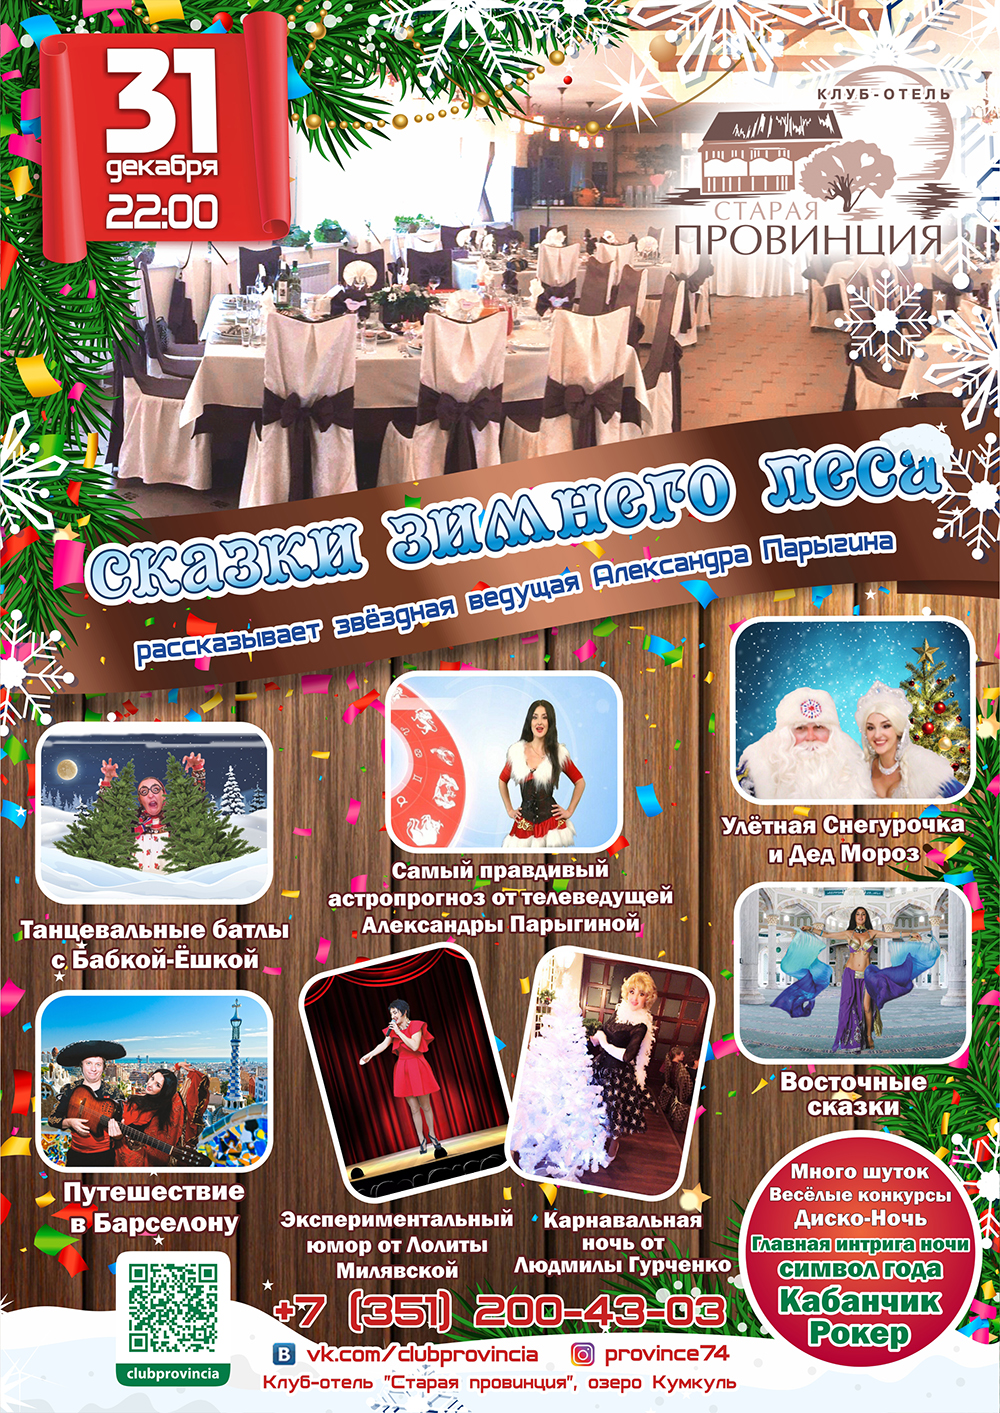 31
декабря
22:00
КЛУБ-ОТЕЛЬ
СТАРАЯ
ПРОВИНЦИЯ
сказки зимнего леса
рассказывает звёздная ведущая Александра Парыгина
Улётная Снегурочка
и Дед Мороз
Самый правдивый
астропрогноз от телеведущей
Александры Парыгиной
Танцевальные батлы
с Бабкой-Ёшкой
Восточные
сказки
Путешествие
в Барселону
Экспериментальный
юмор от Лолиты
Милявской
Карнавальная
ночь от
Людмилы Гурченко
Много шуток
Весёлые конкурсы
Диско-Ночь
Главная интрига ночи
символ года
Кабанчик
Рокер
clubprovincia
+7 (351) 200-43-03
vk.com/clubprovincia
province74
Клуб-отель "Старая провинция", озеро Кумкуль